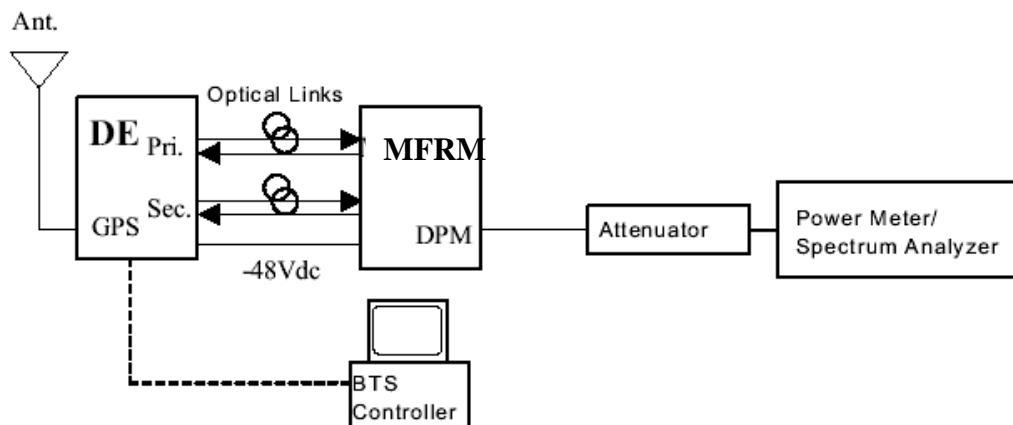 Ant.
Optical Links
DE
Pri.
MFRM
Sec.
GPS
DPM
-48Vdc
Attenuator
Power Meter/
Spectrum Analyzer
BTS
Controller